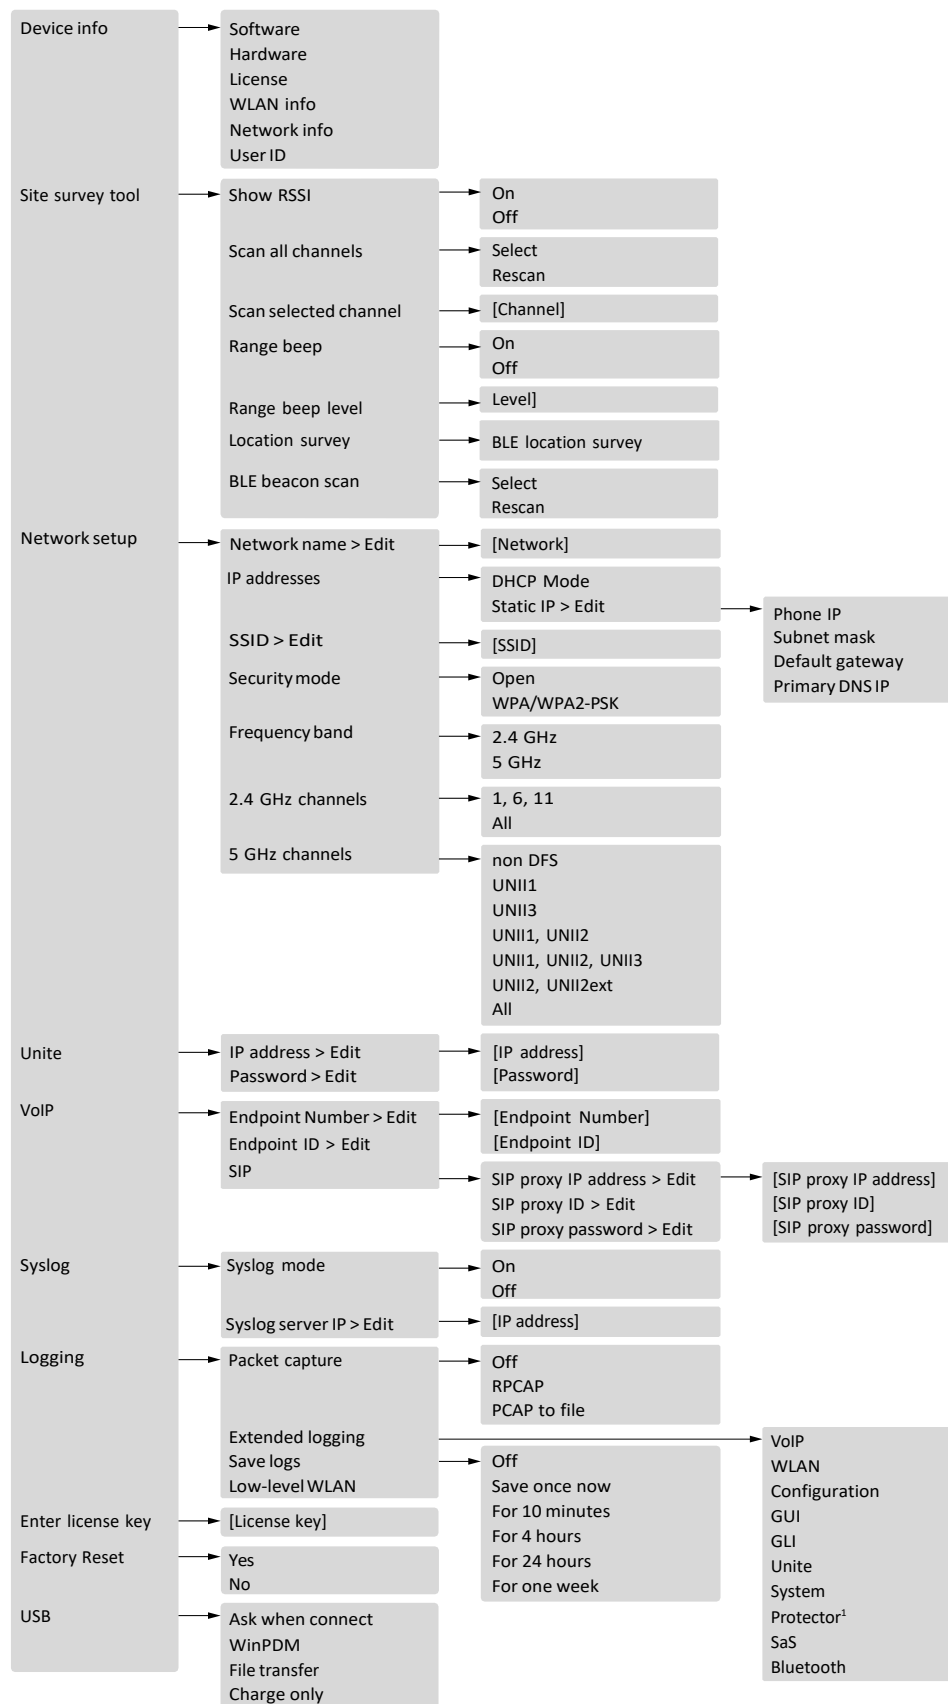 Device info
Software
Hardware
License
WLAN info
Network info
User ID
Site survey tool
Show RSSI
On
Off
Scan all channels
Select
Rescan
Scan selected channel
[Channel]
Range beep
On
Off
Range beep level
Level]
Location survey
BLE location survey
BLE beacon scan
Select
Rescan
Network setup
Network name > Edit
[Network]
IP addresses
DHCP Mode
Static IP > Edit
Phone IP
Subnet mask
Default gateway
Primary DNS IP
SSID > Edit
[SSID]
Security mode
Open
WPA/WPA2-PSK
Frequency band
2.4 GHz
5 GHz
2.4 GHz channels
1, 6, 11
All
5 GHz channels
non DFS
UNII1
UNII3
UNII1, UNII2
UNII1, UNII2, UNII3
UNII2, UNII2ext
All
Unite
IP address > Edit
Password > Edit
[IP address]
[Password]
VoIP
Endpoint Number > Edit
Endpoint ID > Edit
SIP
[Endpoint Number]
[Endpoint ID]
SIP proxy IP address > Edit
SIP proxy ID > Edit
SIP proxy password > Edit
[SIP proxy IP address]
[SIP proxy ID]
[SIP proxy password]
Syslog
Syslog mode
On
Off
Syslog server IP > Edit
[IP address]
Logging
Packet capture
Off
RPCAP
PCAP to file
Extended logging
Save logs
Low-level WLAN
Off
Save once now
For 10 minutes
For 4 hours
For 24 hours
For one week
VoIP
WLAN
Configuration
GUI
GLI
Unite
System
Protector¹
SaS
Bluetooth
Enter license key
[License key]
Factory Reset
Yes
No
USB
Ask when connect
WinPDM
File transfer
Charge only